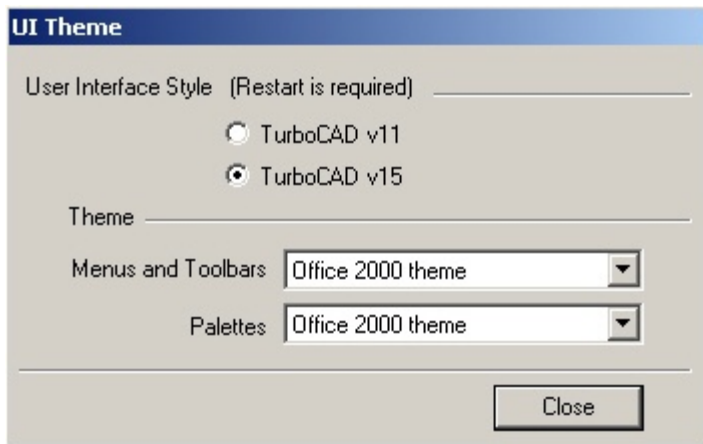 UI Theme
User Interface Style (Restart is required)
TurboCAD v11
TurboCAD v15
Theme
Menus and Toolbars Office 2000 theme
Palettes Office 2000 theme
Close